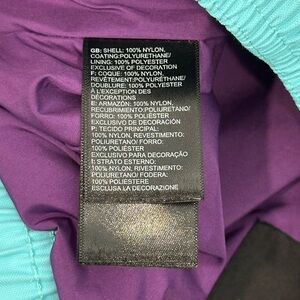 GB: SHELL: 100% NYLON,
COATING:POLYURETHANE/
LINING: 100% POLYESTER
EXCLUSIVE OF DECORATION
F: COQUE: 100% NYLON,
REVÊTEMENT:POLYURÉTHANE/
DOUBLURE: 100% POLYESTER
À L'EXCEPTION DES
DÉCORATIONS
E: ARMAZÓN: 100% NYLON,
RECUBRIMIENTO:POLIURETANO/
FORRO: 100% POLIÉSTER
EXCLUSIVO DE DECORACIÓN
P: TECIDO PRINCIPAL:
100% NYLON, REVESTIMENTO:
POLIURETANO/ FORRO:
100% POLIÉSTER
EXCLUSIVO PARA DECORAÇÃO
I: STRATO ESTERNO:
100% NYLON, RIVESTIMENTO:
POLIURETANO/ FODERA:
100% POLIESTERE
ESCLUSA LA DECORAZIONE